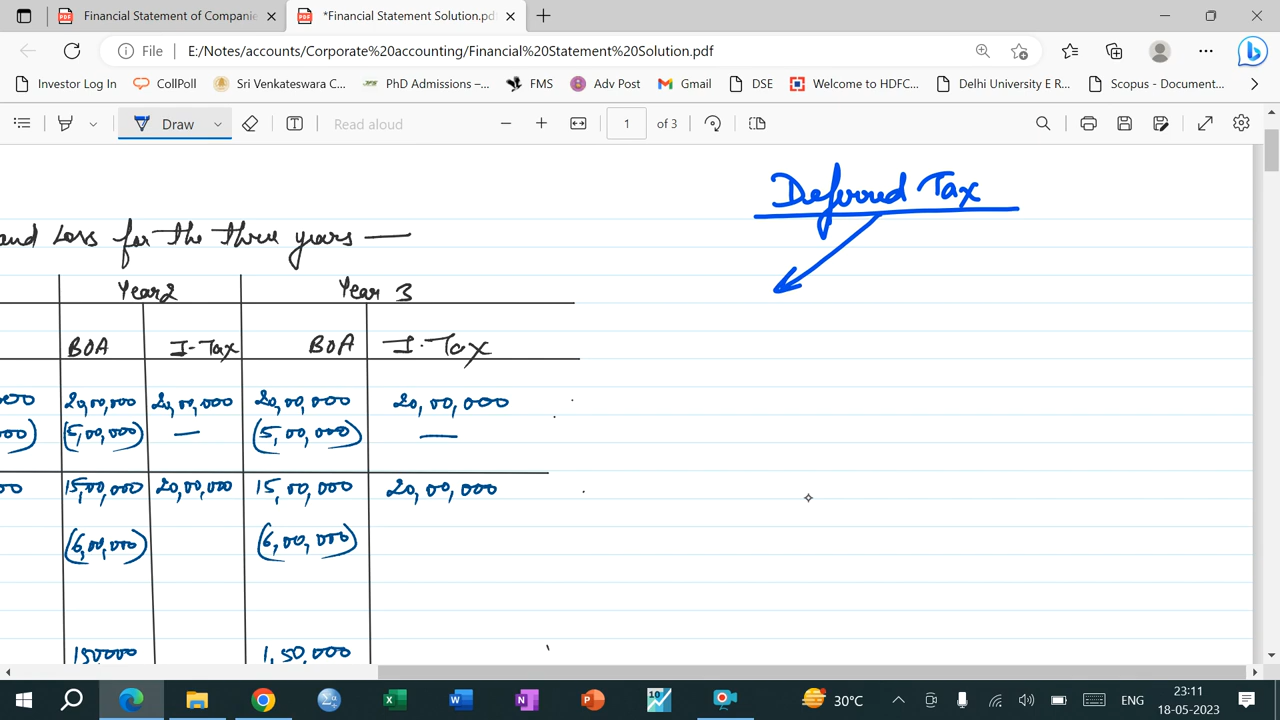 Financial Statement of Companie
*Financial Statement Solution.pdf
File E:/Notes/accounts/Corporate%20accounting/Financial%20Statement%20Solution.pdf
Investor Log In CollPoll Sri Venkateswara C... PhD Admissions –... FMS Adv Post Gmail DSE Welcome to HDFC... Delhi University E R... Scopus - Document...
Draw Read aloud 1 of 3
Deferred Tax
and Loss for the three years —
Year 2 Year 3
BOA I-Tax BOA I.Tax
000 20,00,000 20,00,000 20,00,000 20,00,000
000) (5,00,000) — (5,00,000) —
00 15,00,000 20,00,000 15,00,000 20,00,000
(6,00,000) (6,00,000)
150000 1,50,000
30°C ENG 23:11
18-05-2023